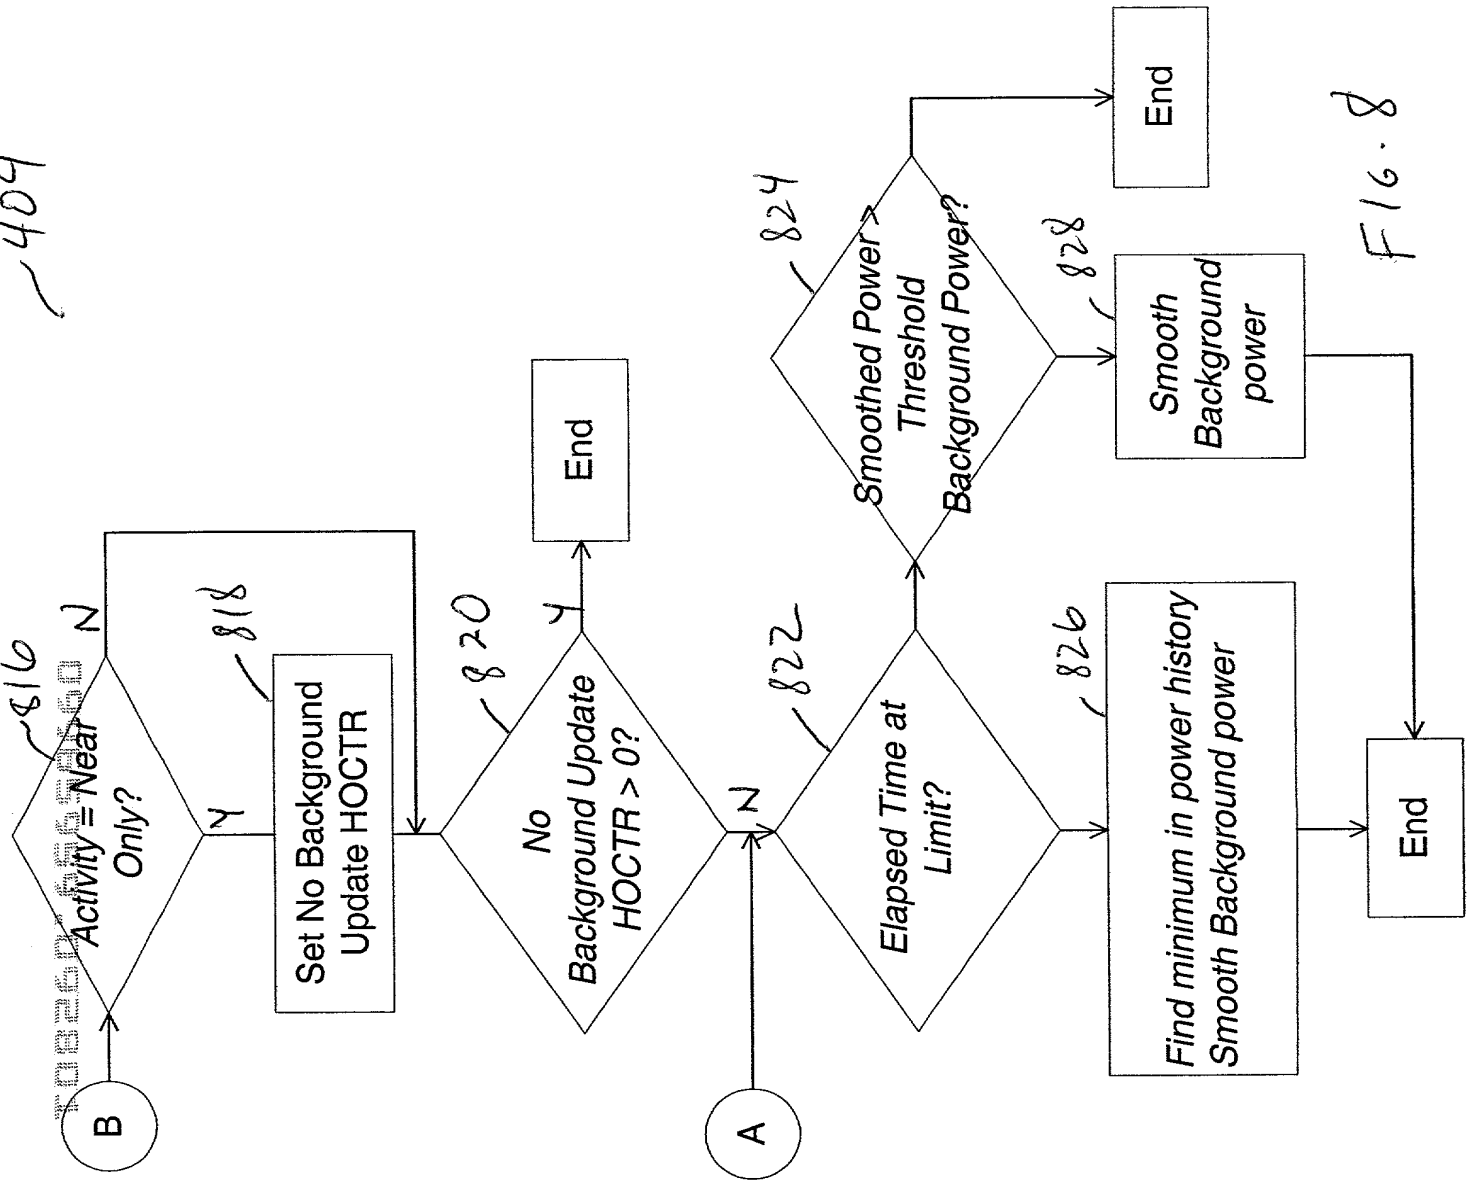 404
B
Activity = Near
Only?
816
N
Y
Set No Background
Update HOCTR
818
No
Background Update
HOCTR > 0?
820
Y
End
N
A
Elapsed Time at
Limit?
822
Smoothed Power >
Threshold
Background Power?
824
End
Find minimum in power history
Smooth Background power
826
Smooth
Background
power
828
End
FIG. 8